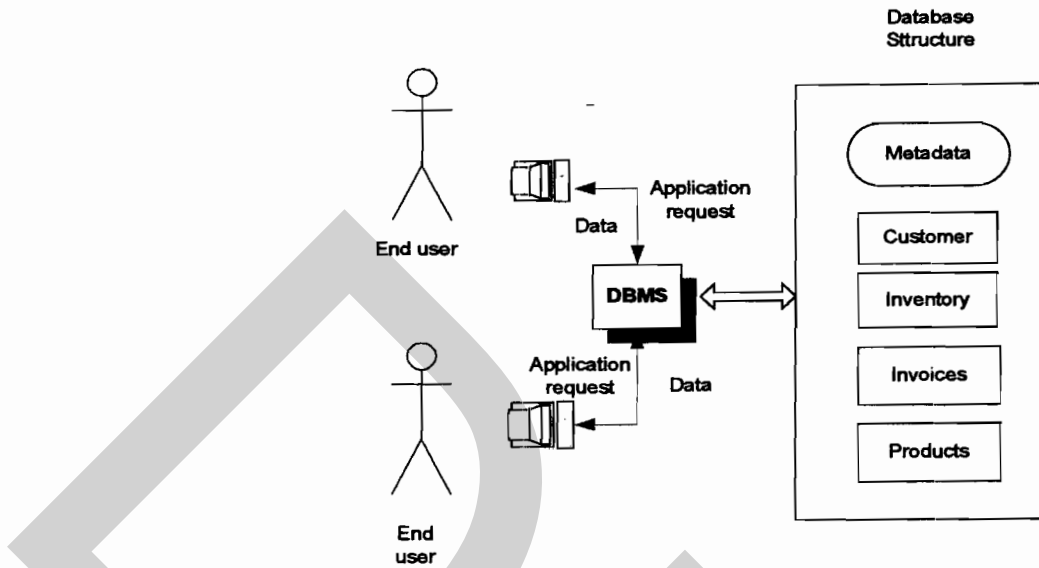 Database
Sttructure
Metadata
Application
request
Data
End user
Customer
DBMS
Inventory
Application
request
Data
Invoices
Products
End
user